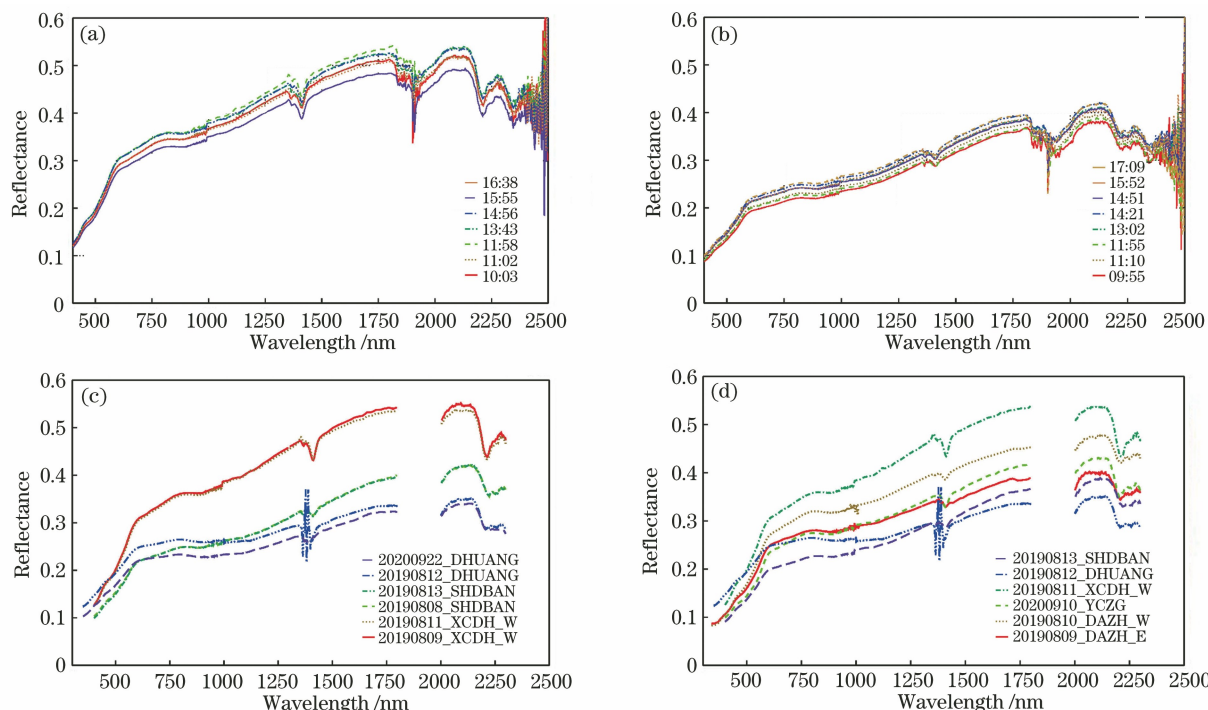 (a)
Reflectance
0.6
0.5
0.4
0.3
0.2
0.1
0
16:38
15:55
14:56
13:43
11:58
11:02
10:03
500 750 1000 1250 1500 1750 2000 2250 2500
Wavelength /nm
(b)
Reflectance
0.6
0.5
0.4
0.3
0.2
0.1
0
17:09
15:52
14:51
14:21
13:02
11:55
11:10
09:55
500 750 1000 1250 1500 1750 2000 2250 2500
Wavelength /nm
(c)
Reflectance
0.6
0.5
0.4
0.3
0.2
0.1
0
20200922_DHUANG
20190812_DHUANG
20190813_SHDBAN
20190808_SHDBAN
20190811_XCDH_W
20190809_XCDH_W
500 750 1000 1250 1500 1750 2000 2250 2500
Wavelength /nm
(d)
Reflectance
0.6
0.5
0.4
0.3
0.2
0.1
0
20190813_SHDBAN
20190812_DHUANG
20190811_XCDH_W
20200910_YCZG
20190810_DAZH_W
20190809_DAZH_E
500 750 1000 1250 1500 1750 2000 2250 2500
Wavelength /nm